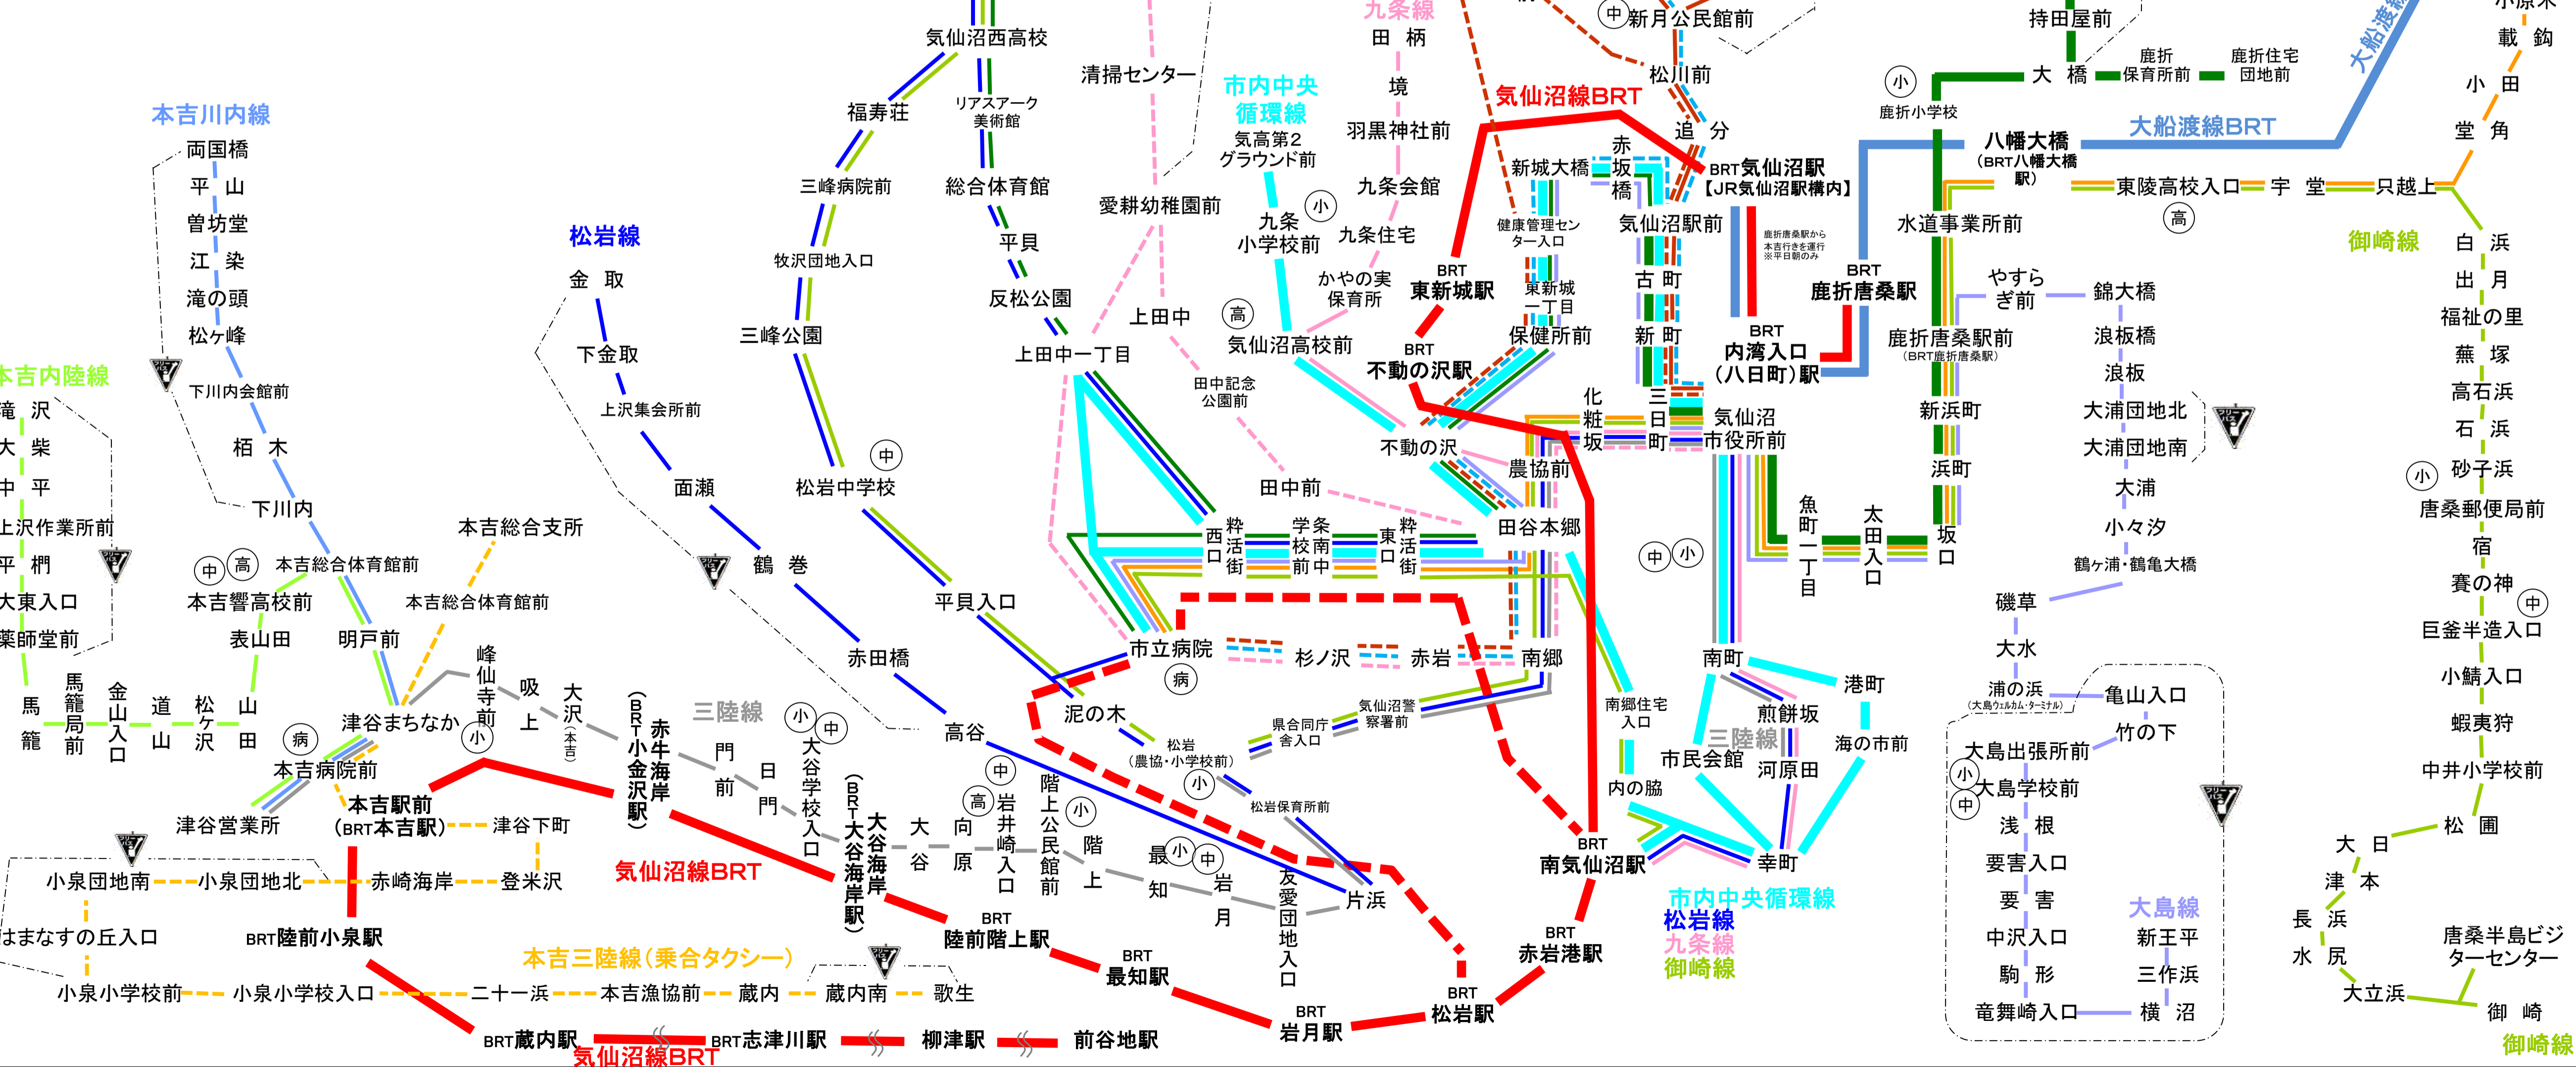 気仙沼西高校
福寿荘
リアスアーク
美術館
三峰病院前
総合体育館
牧沢団地入口
平貝
三峰公園
反松公園
松岩中学校
中
平貝入口
本吉川内線
両国橋
平山
曽坊堂
江染
滝の頭
松ヶ峰
下川内会館前
栢木
下川内
本吉内陸線
滝沢
大柴
中平
上沢作業所前
平椚
大東入口
薬師堂前
馬籠
馬籠局前
金山入口
道山
松ヶ沢
山田
表山田
本吉響高校前
中
高
本吉総合体育館前
明戸前
本吉総合支所
本吉総合体育館前
津谷まちなか
病
本吉病院前
津谷営業所
本吉駅前
(BRT本吉駅)
津谷下町
登米沢
赤崎海岸
小泉団地北
小泉団地南
はまなすの丘入口
小泉小学校前
小泉小学校入口
二十一浜
本吉漁協前
蔵内
蔵内南
歌生
本吉三陸線(乗合タクシー)
BRT陸前小泉駅
BRT蔵内駅
BRT志津川駅
柳津駅
前谷地駅
気仙沼線BRT
松岩線
金取
下金取
上沢集会所前
面瀬
鶴巻
赤田橋
高谷
峰仙寺前
小
吸上
大沢(本吉)
赤牛海岸
(BRT小金沢駅)
三陸線
門前
日門
小
中
大谷学校入口
大谷海岸
(BRT大谷海岸駅)
大谷
向原
高
中
岩井崎入口
階上公民館前
小
階上
最知
小
中
岩月
友愛団地入口
片浜
気仙沼線BRT
BRT
陸前階上駅
BRT
最知駅
BRT
岩月駅
BRT
松岩駅
BRT
赤岩港駅
BRT
南気仙沼駅
清掃センター
愛耕幼稚園前
上田中
上田中一丁目
田中記念
公園前
田中前
九条線
田柄
境
羽黒神社前
九条会館
九条住宅
かやの実
保育所
市内中央
循環線
気高第2
グラウンド前
九条
小学校前
小
高
気仙沼高校前
不動の沢
農協前
田谷本郷
粋活街西口
条南中学校前
粋活街東口
市立病院
病
杉ノ沢
赤岩
南郷
泥の木
松岩
(農協・小学校前)
小
県合同庁
舎入口
気仙沼警
察署前
松岩保育所前
南郷住宅
入口
内の脇
幸町
気仙沼線BRT
BRT
東新城駅
BRT
不動の沢駅
新城大橋
赤坂橋
健康管理セン
ター入口
東新城
一丁目
保健所前
中
新月公民館前
松川前
追分
BRT気仙沼駅
【JR気仙沼駅構内】
気仙沼駅前
古町
新町
三日町
化粧坂
気仙沼
市役所前
鹿折唐桑駅から
本吉行きを運行
※平日朝のみ
BRT
内湾入口
(八日町)駅
BRT
鹿折唐桑駅
中
小
南町
港町
煎餅坂
三陸線
市民会館
河原田
海の市前
市内中央循環線
松岩線
九条線
御崎線
魚町一丁目
太田入口
坂口
浜町
新浜町
鹿折唐桑駅前
(BRT鹿折唐桑駅)
水道事業所前
小
鹿折小学校
持田屋前
大橋
鹿折
保育所前
鹿折住宅
団地前
八幡大橋
(BRT八幡大橋
駅)
大船渡線BRT
大船渡線
東陵高校入口
高
宇堂
只越上
やすら
ぎ前
錦大橋
浪板橋
浪板
大浦団地北
大浦団地南
大浦
小々汐
鶴ヶ浦・鶴亀大橋
磯草
大水
浦の浜
(大島ウェルカム・ターミナル)
亀山入口
竹の下
大島出張所前
小
大島学校前
中
浅根
要害入口
要害
中沢入口
駒形
竜舞崎入口
大島線
新王平
三作浜
横沼
小原木
載鈎
小田
堂角
御崎線
白浜
出月
福祉の里
蕪塚
高石浜
石浜
砂子浜
小
唐桑郵便局前
宿
賽の神
中
巨釜半造入口
小鯖入口
蝦夷狩
中井小学校前
松圃
大日
津本
長浜
水尻
大立浜
唐桑半島ビジ
ターセンター
御崎
御崎線